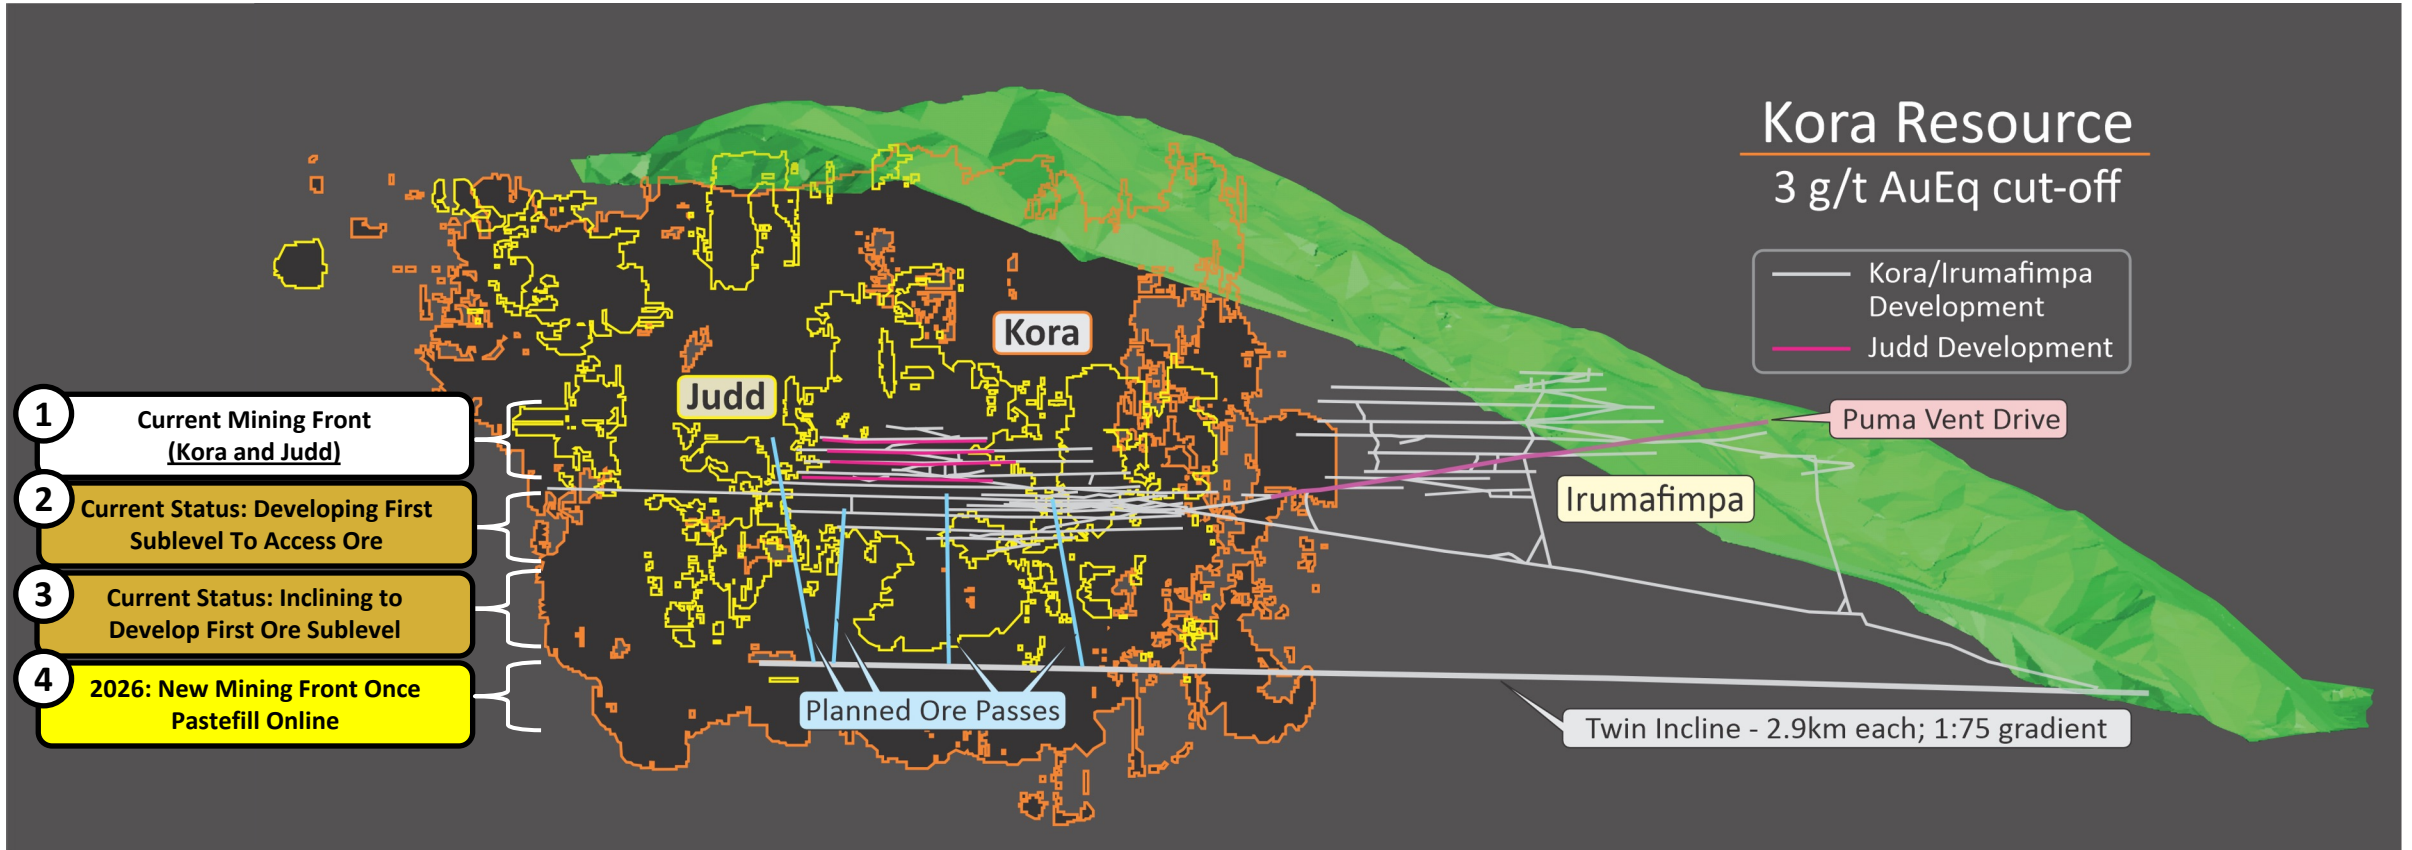 Kora Resource
3 g/t AuEq cut-off
Kora/Irumafimpa
Development
Judd Development
Kora
Judd
1
Current Mining Front
(Kora and Judd)
2
Current Status: Developing First
Sublevel To Access Ore
3
Current Status: Inclining to
Develop First Ore Sublevel
4
2026: New Mining Front Once
Pastefill Online
Puma Vent Drive
Irumafimpa
Planned Ore Passes
Twin Incline - 2.9km each; 1:75 gradient